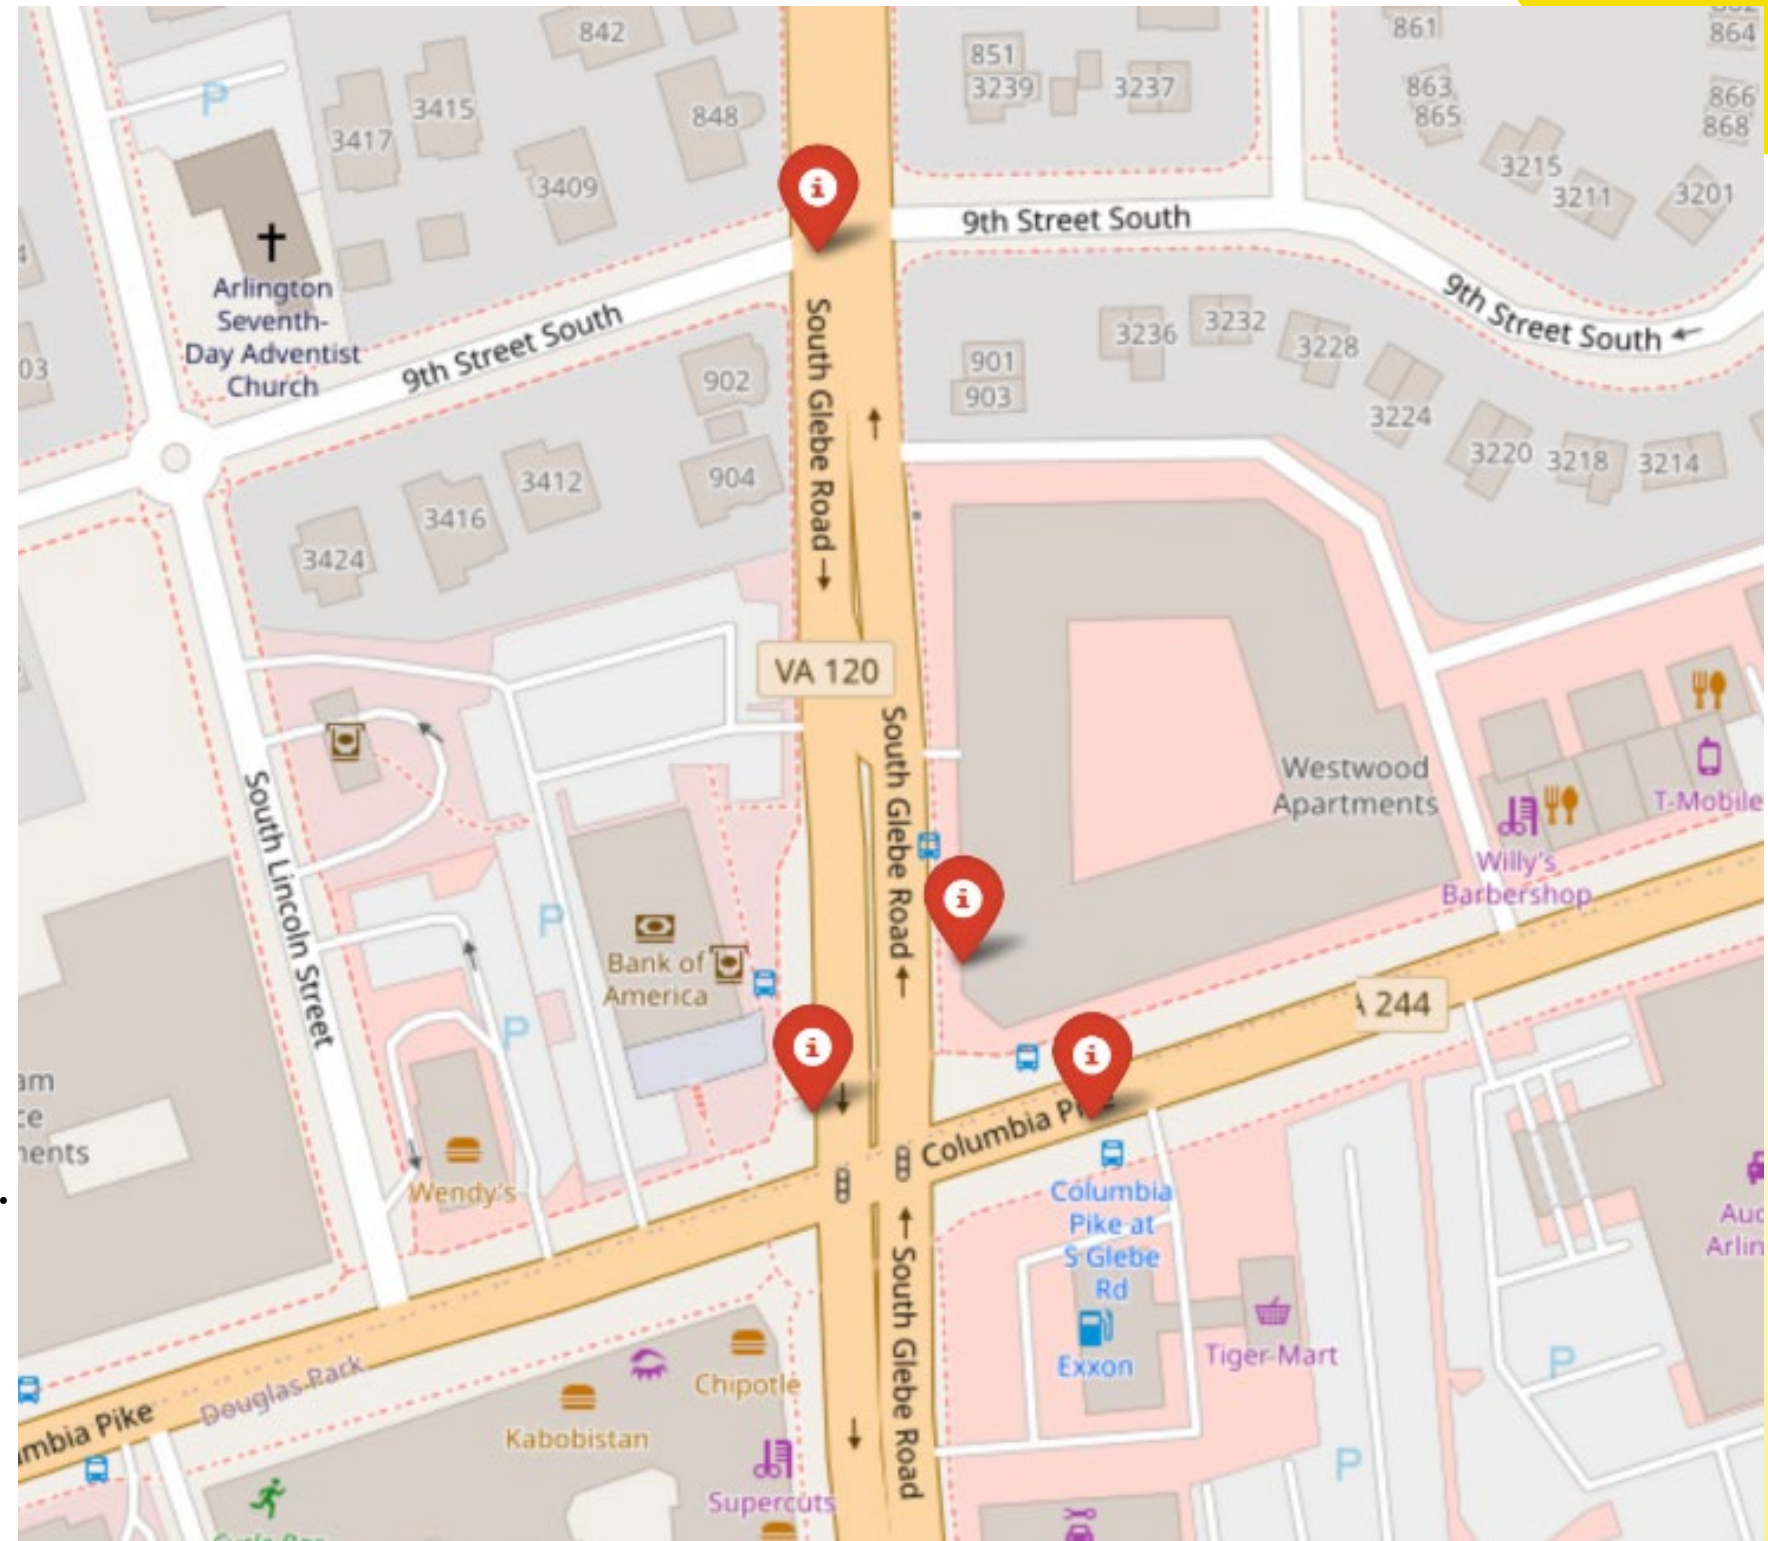 842
861
864
851
3239
3237
863
865
866
868
3415
3417
848
3409
3215
3211
3201
P
9th Street South
Arlington
Seventh-
Day Adventist
Church
9th Street South
9th Street South
03
902
904
South Glebe Road
901
903
3236
3232
3228
3224
3220
3218
3214
3412
3416
3424
VA 120
South Glebe Road
Westwood
Apartments
T-Mobile
Willy's
Barbershop
South Lincoln Street
P
Bank of
America
P
A 244
Columbia
Wendy's
Columbia
Pike at
S Glebe
Rd
South Glebe Road
Exxon
Tiger Mart
Chipotle
Kabobistan
Supercuts
Douglas Park
mbia Pike
P
P